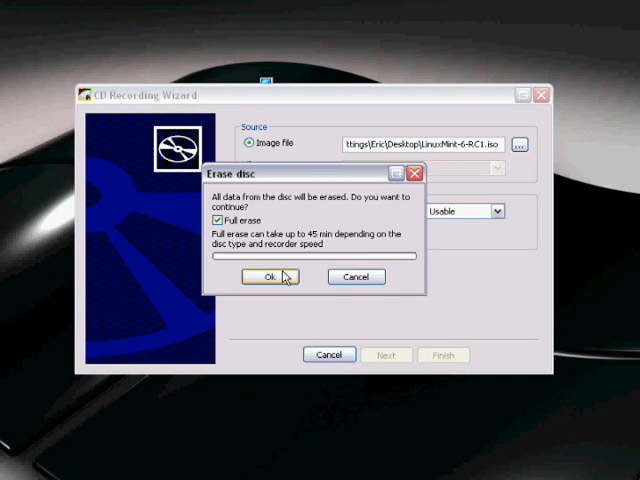 CD Recording Wizard
Source
Image file
ttings\Eric\Desktop\LinuxMint-6-RC1.iso
...
Erase disc
All data from the disc will be erased. Do you want to
continue?
Full erase
Full erase can take up to 45 min depending on the
disc type and recorder speed
Usable
Ok
Cancel
Cancel
Next
Finish